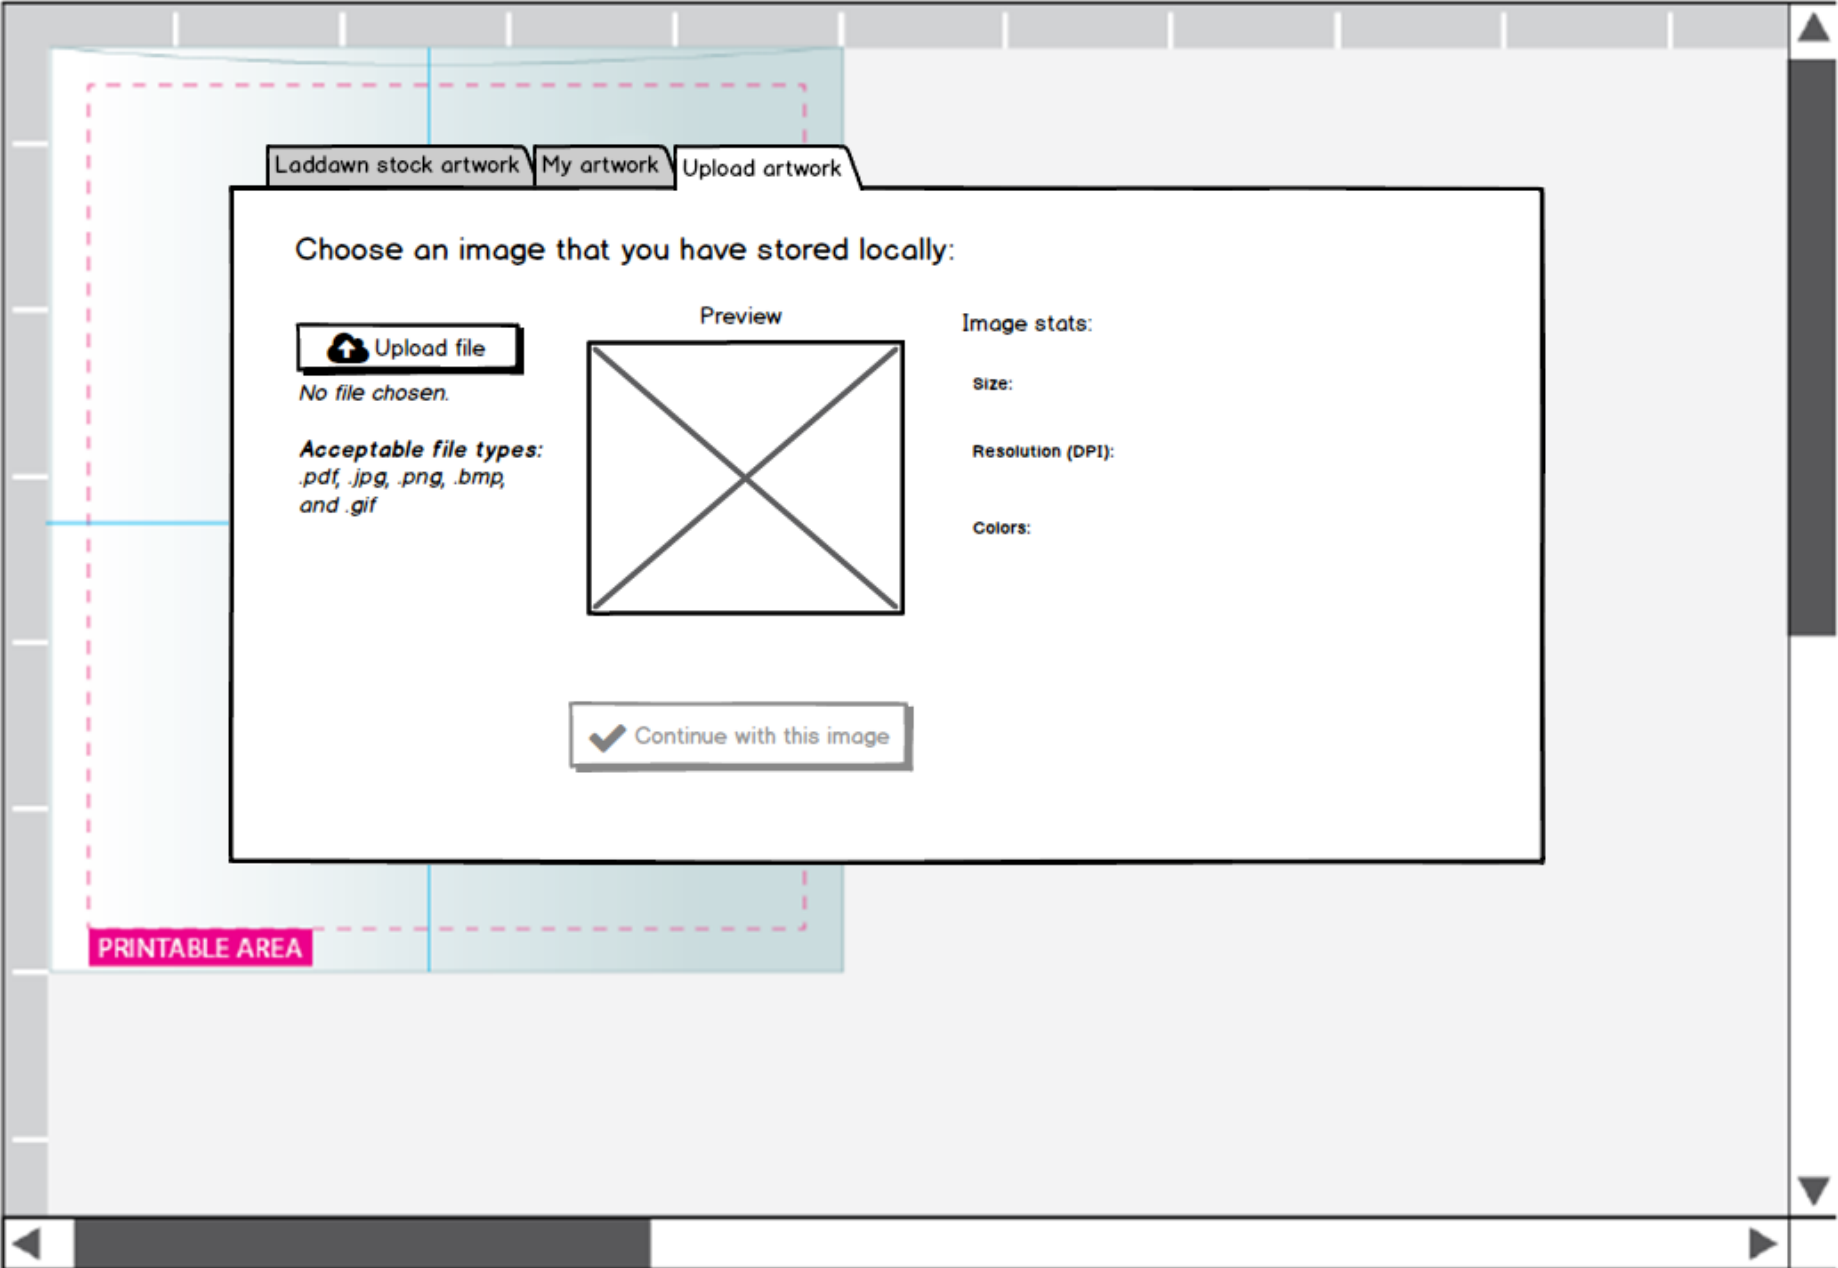 Laddawn stock artwork
My artwork
Upload artwork
Choose an image that you have stored locally:
Upload file
No file chosen.
Acceptable file types:
.pdf, .jpg, .png, .bmp,
and .gif
Preview
Image stats:
Size:
Resolution (DPI):
Colors:
Continue with this image
PRINTABLE AREA